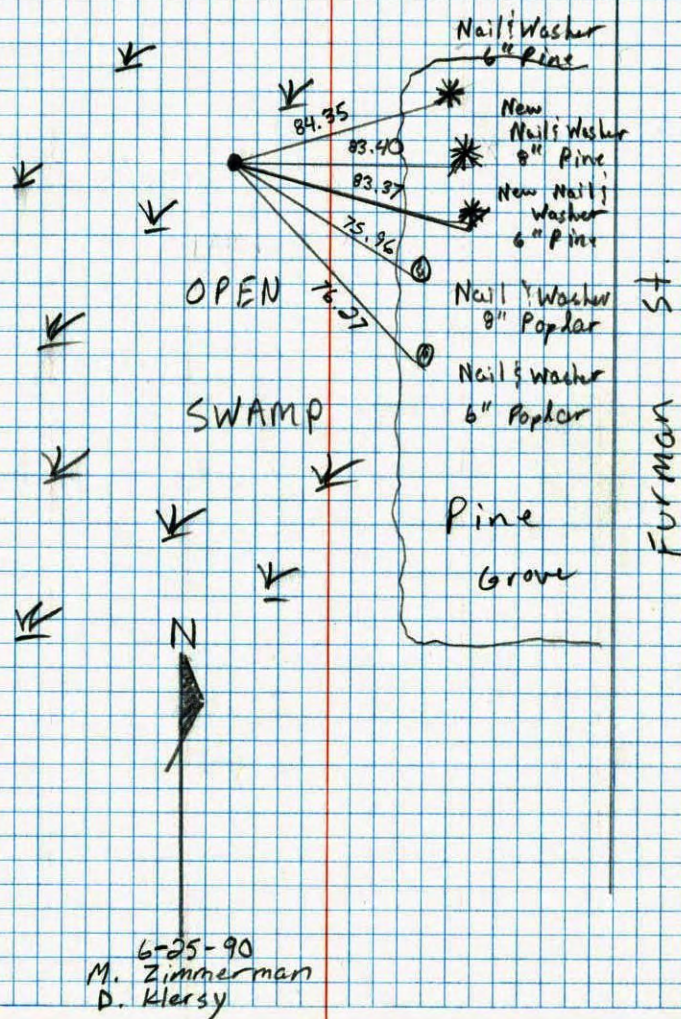 Nail & Washer
6" Pine
84.35
New
Nail & Washer
8" Pine
83.40
83.37
New Nail &
Washer
6" Pine
75.96
OPEN
Nail & Washer
8" Poplar
76.27
St.
Nail & Washer
6" Poplar
SWAMP
Furman
Pine
Grove
N
6-25-90
M. Zimmerman
D. Klersy